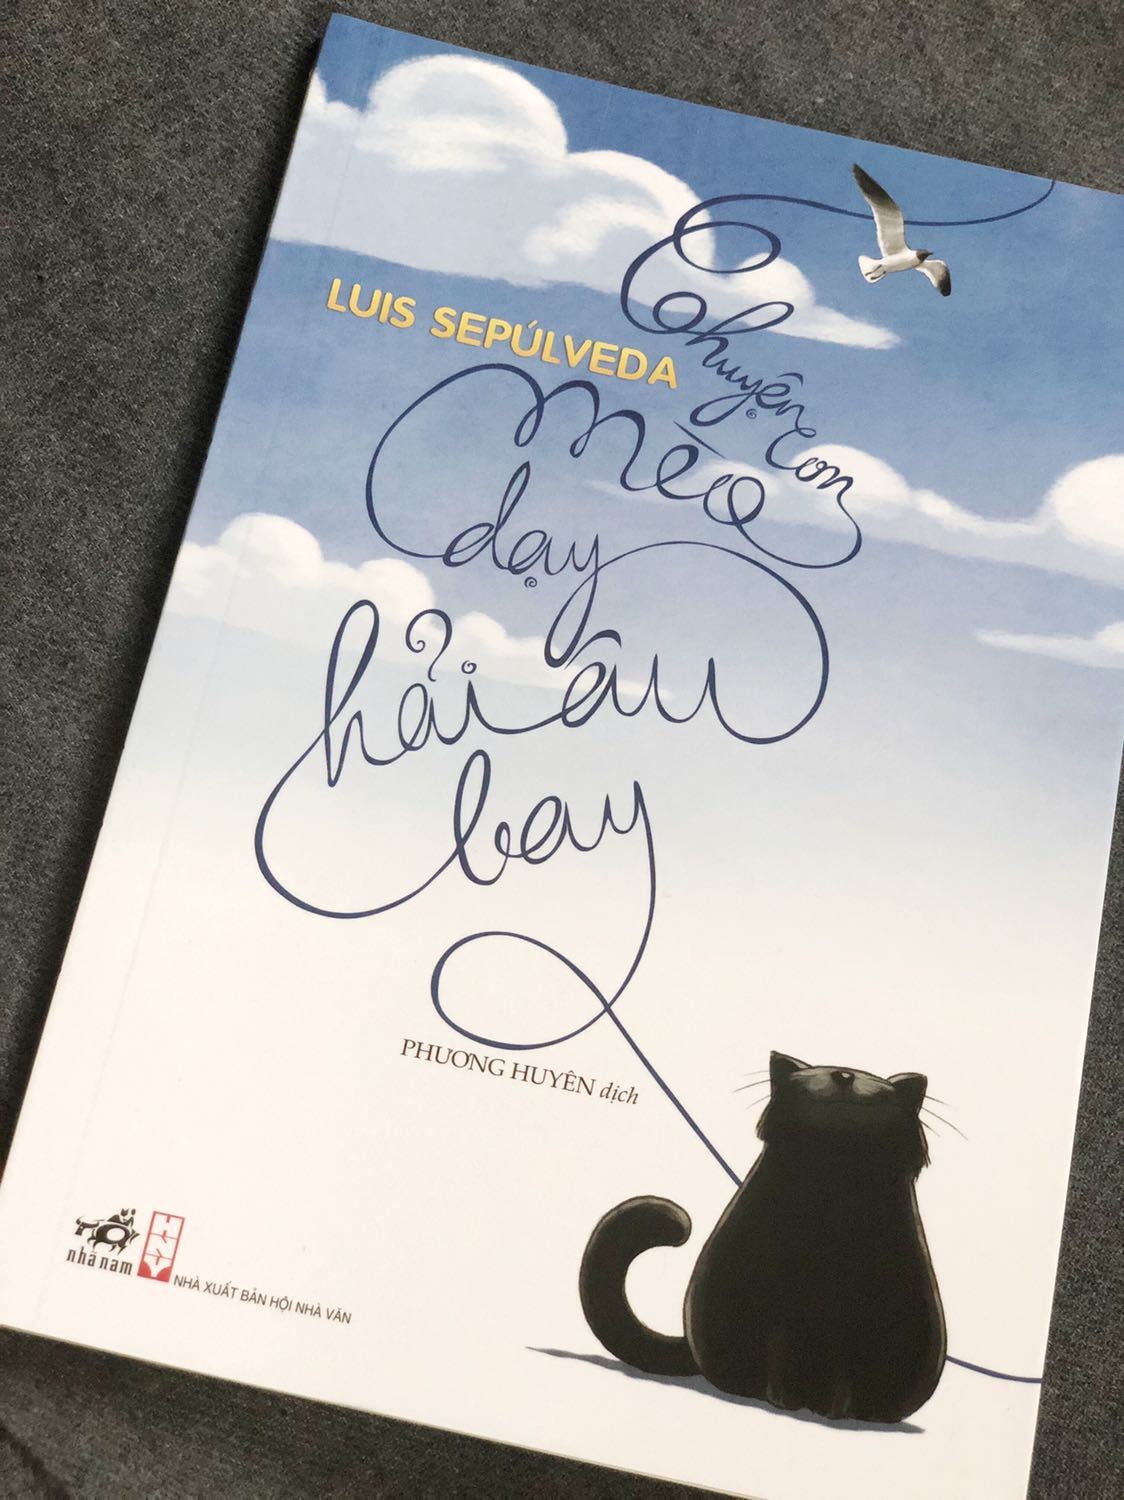 LUIS SEPÚLVEDA
Chuyện
con
mèo
dạy
hải âu
bay
PHƯƠNG HUYÊN dịch
nhã nam
NHÀ XUẤT BẢN HỘI NHÀ VĂN